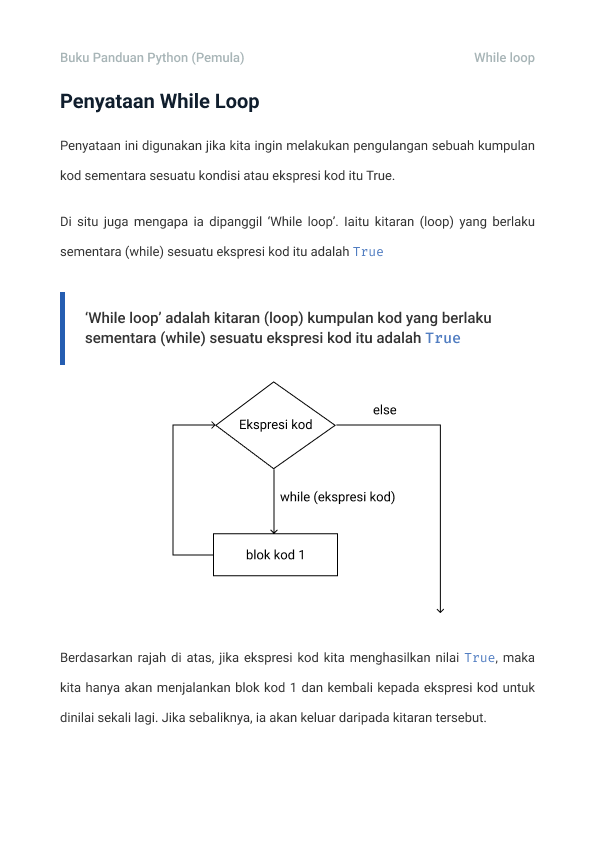 Buku Panduan Python (Pemula)
While loop
Penyataan While Loop
Penyataan ini digunakan jika kita ingin melakukan pengulangan sebuah kumpulan
kod sementara sesuatu kondisi atau ekspresi kod itu True.
Di situ juga mengapa ia dipanggil ‘While loop’. Iaitu kitaran (loop) yang berlaku
sementara (while) sesuatu ekspresi kod itu adalah True
‘While loop’ adalah kitaran (loop) kumpulan kod yang berlaku
sementara (while) sesuatu ekspresi kod itu adalah True
else
Ekspresi kod
while (ekspresi kod)
blok kod 1
Berdasarkan rajah di atas, jika ekspresi kod kita menghasilkan nilai True, maka
kita hanya akan menjalankan blok kod 1 dan kembali kepada ekspresi kod untuk
dinilai sekali lagi. Jika sebaliknya, ia akan keluar daripada kitaran tersebut.